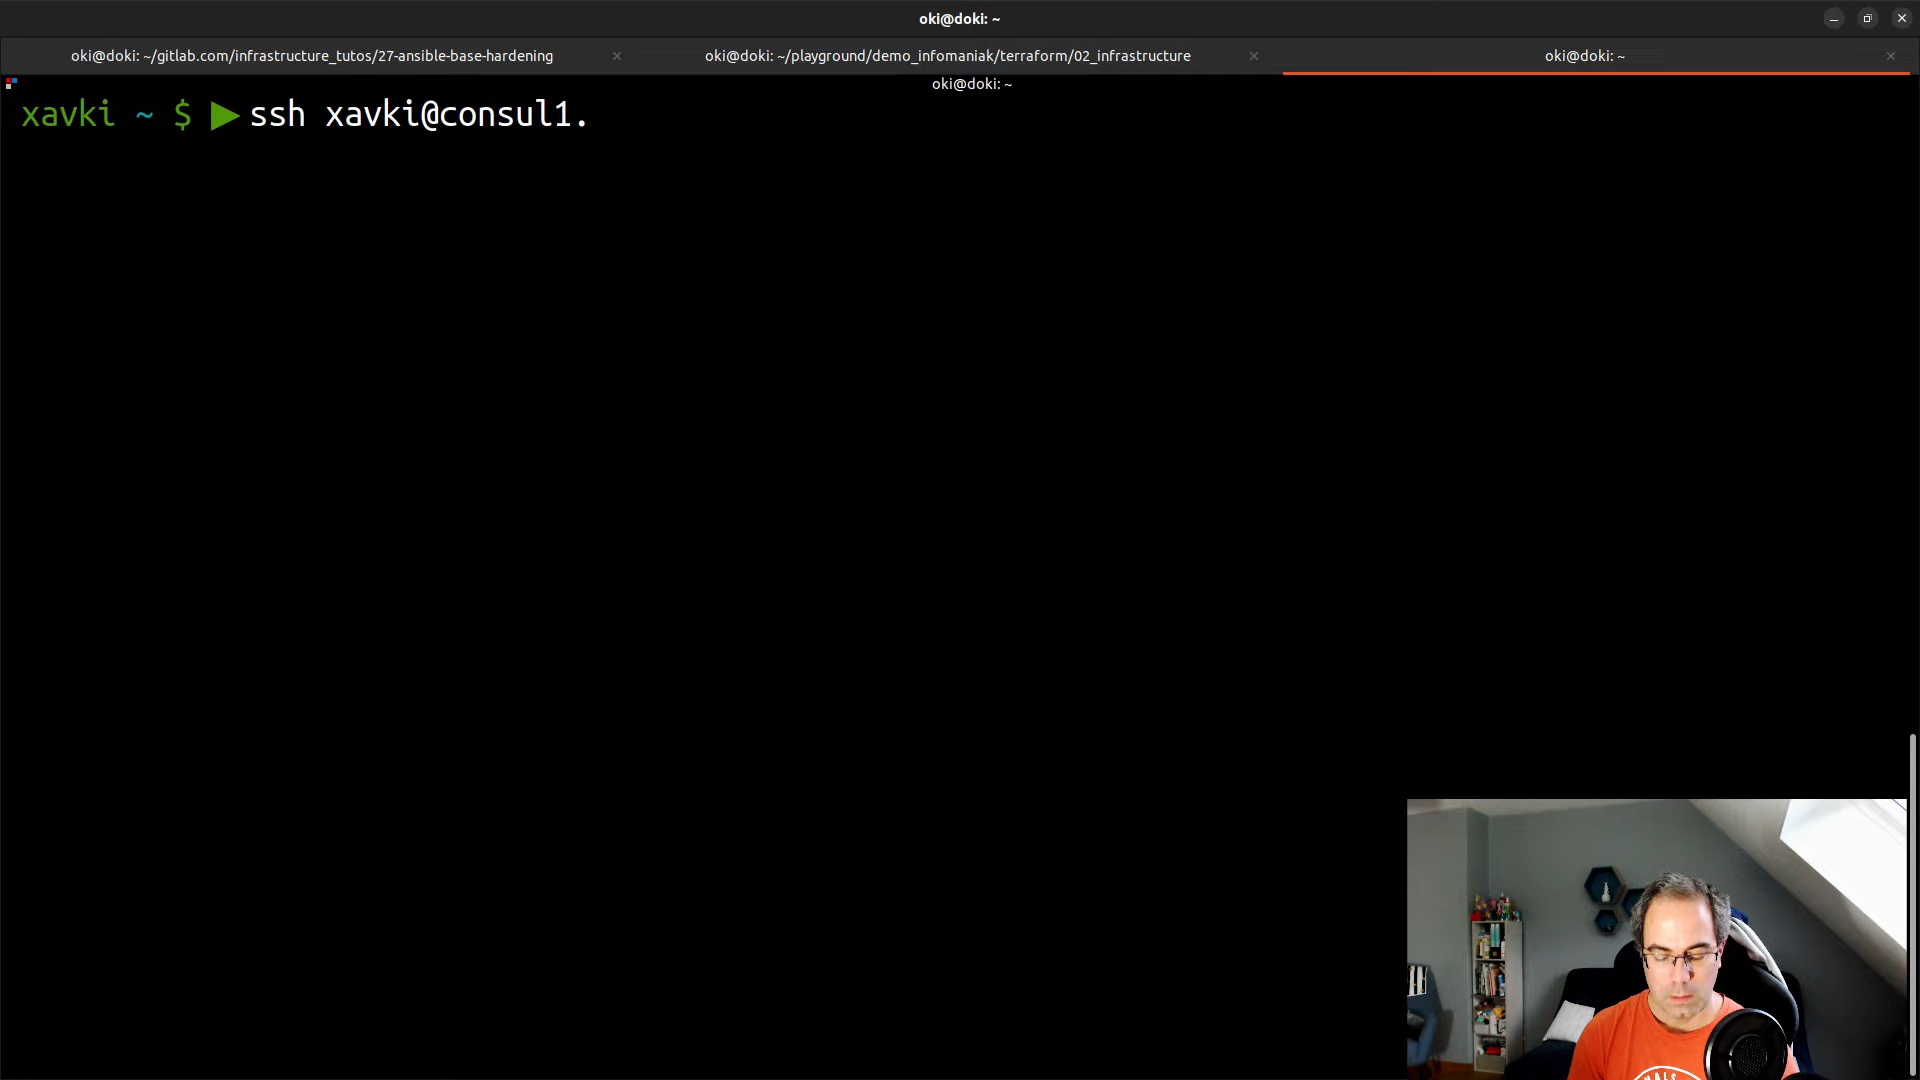 oki@doki: ~
oki@doki: ~/gitlab.com/infrastructure_tutos/27-ansible-base-hardening
oki@doki: ~/playground/demo_infomaniak/terraform/02_infrastructure
oki@doki: ~
oki@doki: ~
xavki ~ $ ▶ssh xavki@consul1.